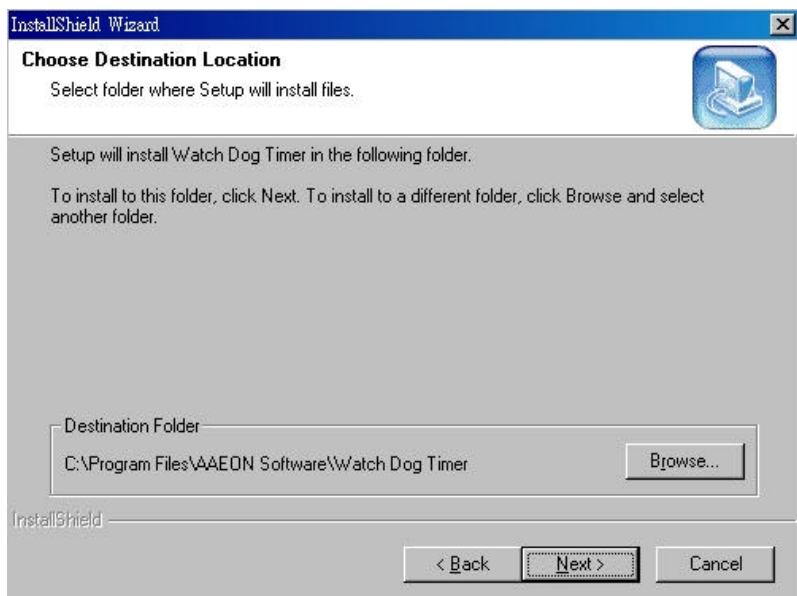 InstallShield Wizard
Choose Destination Location
Select folder where Setup will install files.
Setup will install Watch Dog Timer in the following folder.
To install to this folder, click Next. To install to a different folder, click Browse and select
another folder.
Destination Folder
C:\Program Files\AAEON Software\Watch Dog Timer
Browse...
InstallShield
< Back
Next >
Cancel